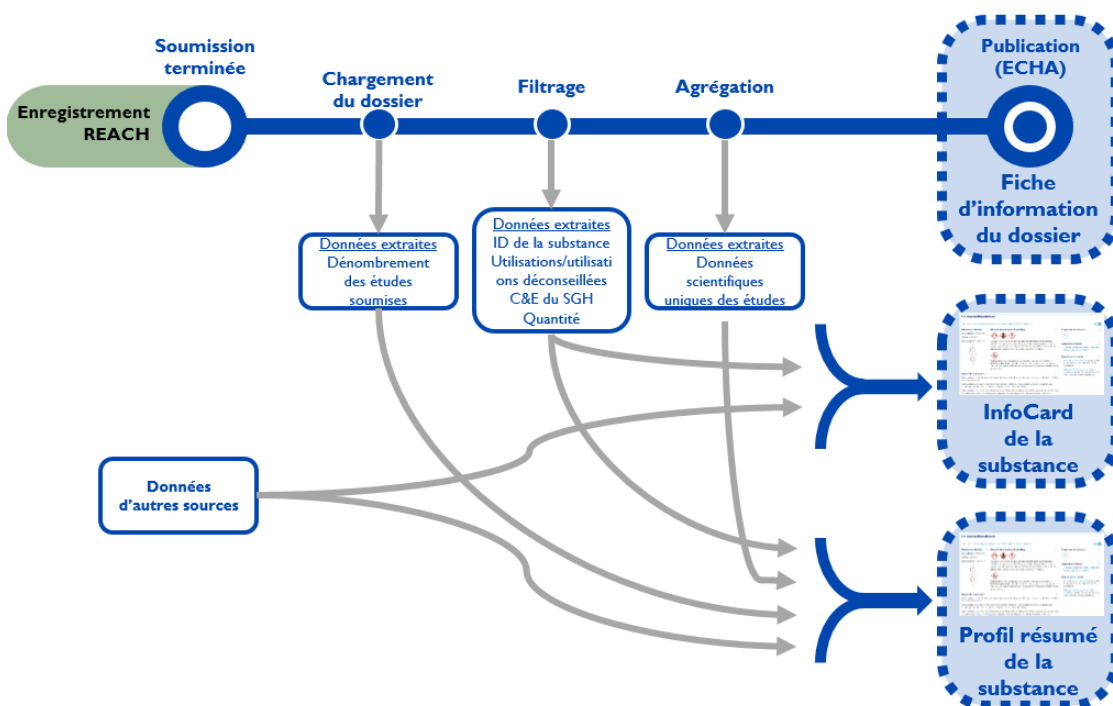 Soumission
terminée
Enregistrement
REACH
Chargement
du dossier
Filtrage
Agrégation
Publication
(ECHA)
Fiche
d’information
du dossier
Données extraites
Dénombrement
des études
soumises
Données extraites
ID de la substance
Utilisations/utilisati
ons déconseillées
C&E du SGH
Quantité
Données extraites
Données
scientifiques
uniques des études
InfoCard
de la
substance
Données
d’autres sources
Profil résumé
de la
substance